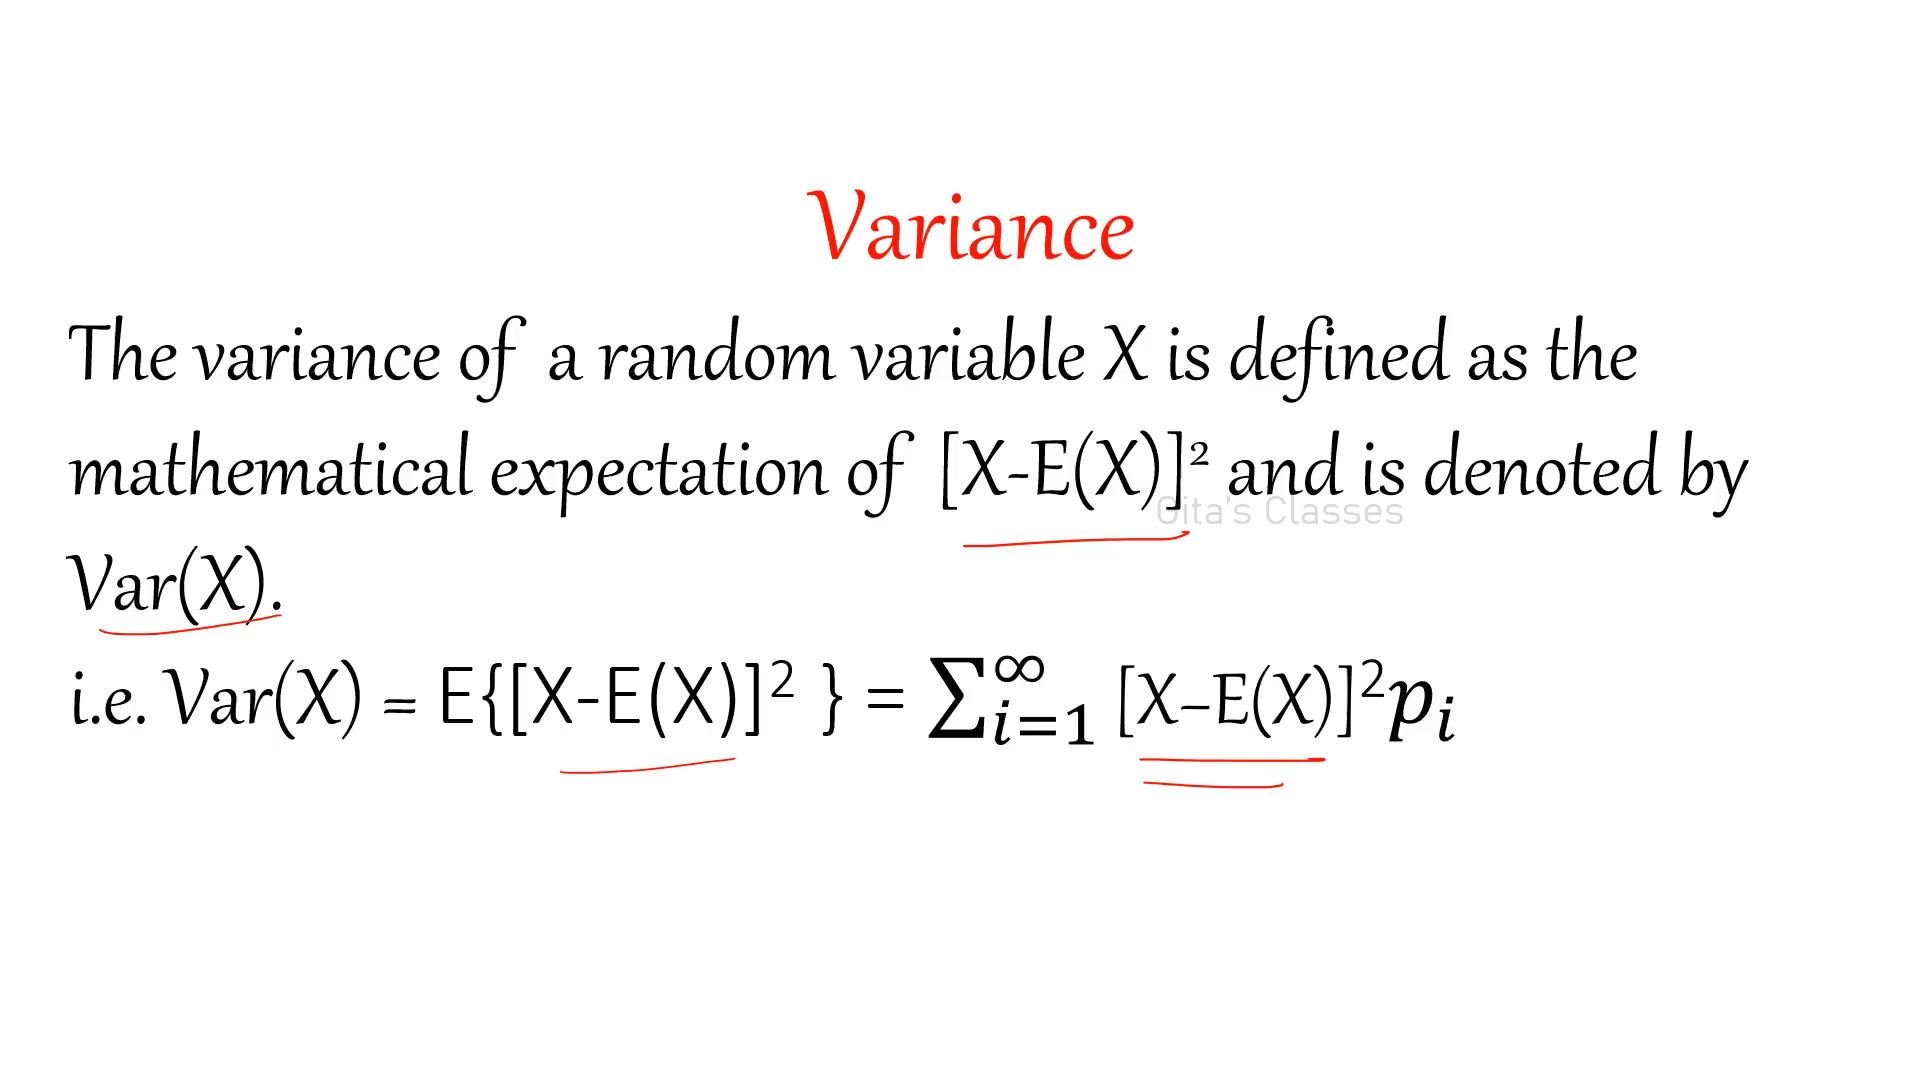 Variance
The variance of a random variable X is defined as the
mathematical expectation of [X-E(X)]² and is denoted by
Oita's Classes
Var(X).
i.e. Var(X) = E{[X-E(X)]² } = ∑_{i=1}^{∞} [X–E(X)]²pᵢ